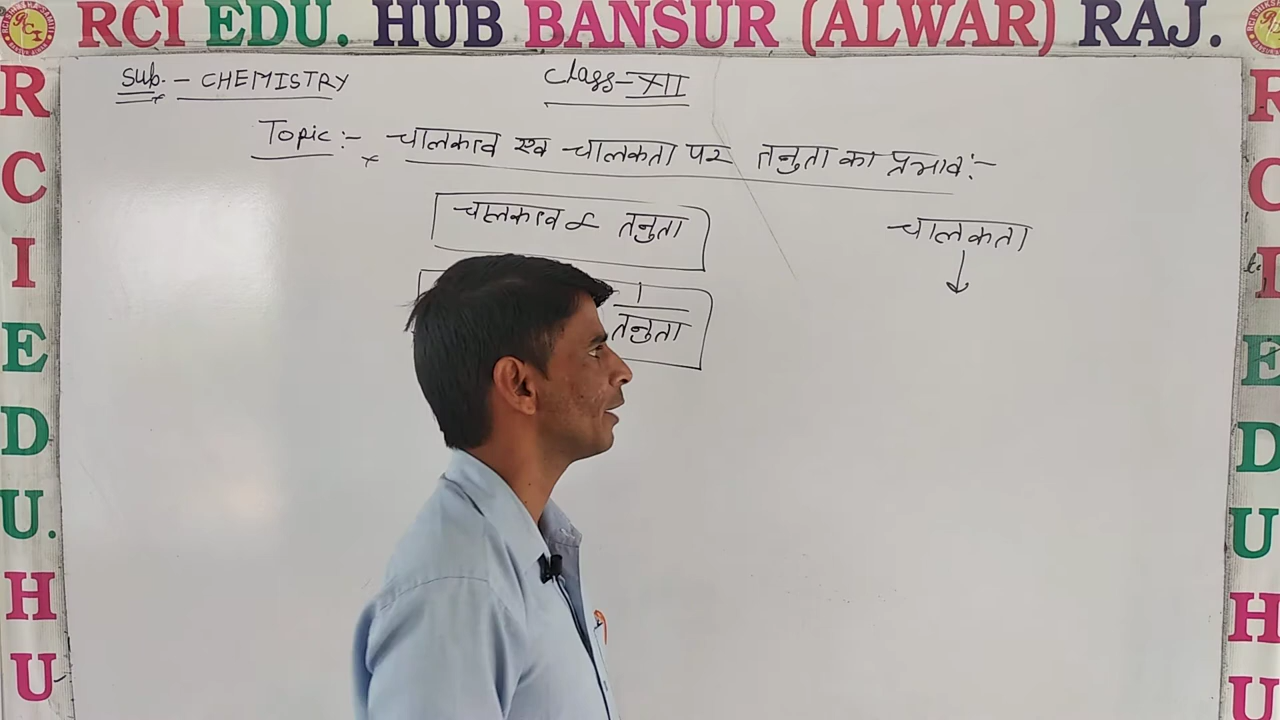 RCI EDU. HUB BANSUR (ALWAR) RAJ.
Sub. - CHEMISTRY
Class-XII
Topic:- चालकत्व एव चालकता पर तनुता का प्रभाव:-
चालकत्व ∝ तनुता
चालकता
1
तनुता
R
C
I
E
D
U.
H
U
R
C
I
E
D
U
H
U